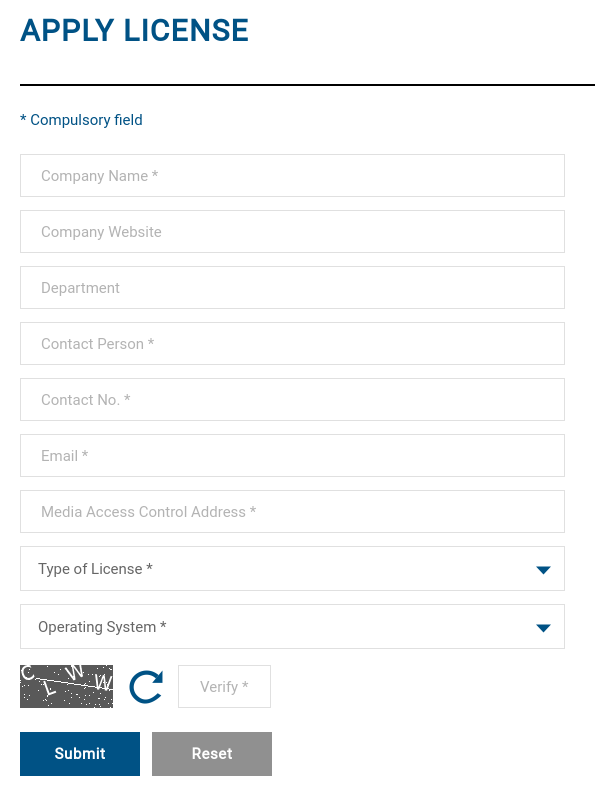 APPLY LICENSE
* Compulsory field
Company Name *
Company Website
Department
Contact Person *
Contact No. *
Email *
Media Access Control Address *
Type of License *
Operating System *
C L W W
Verify *
Submit Reset